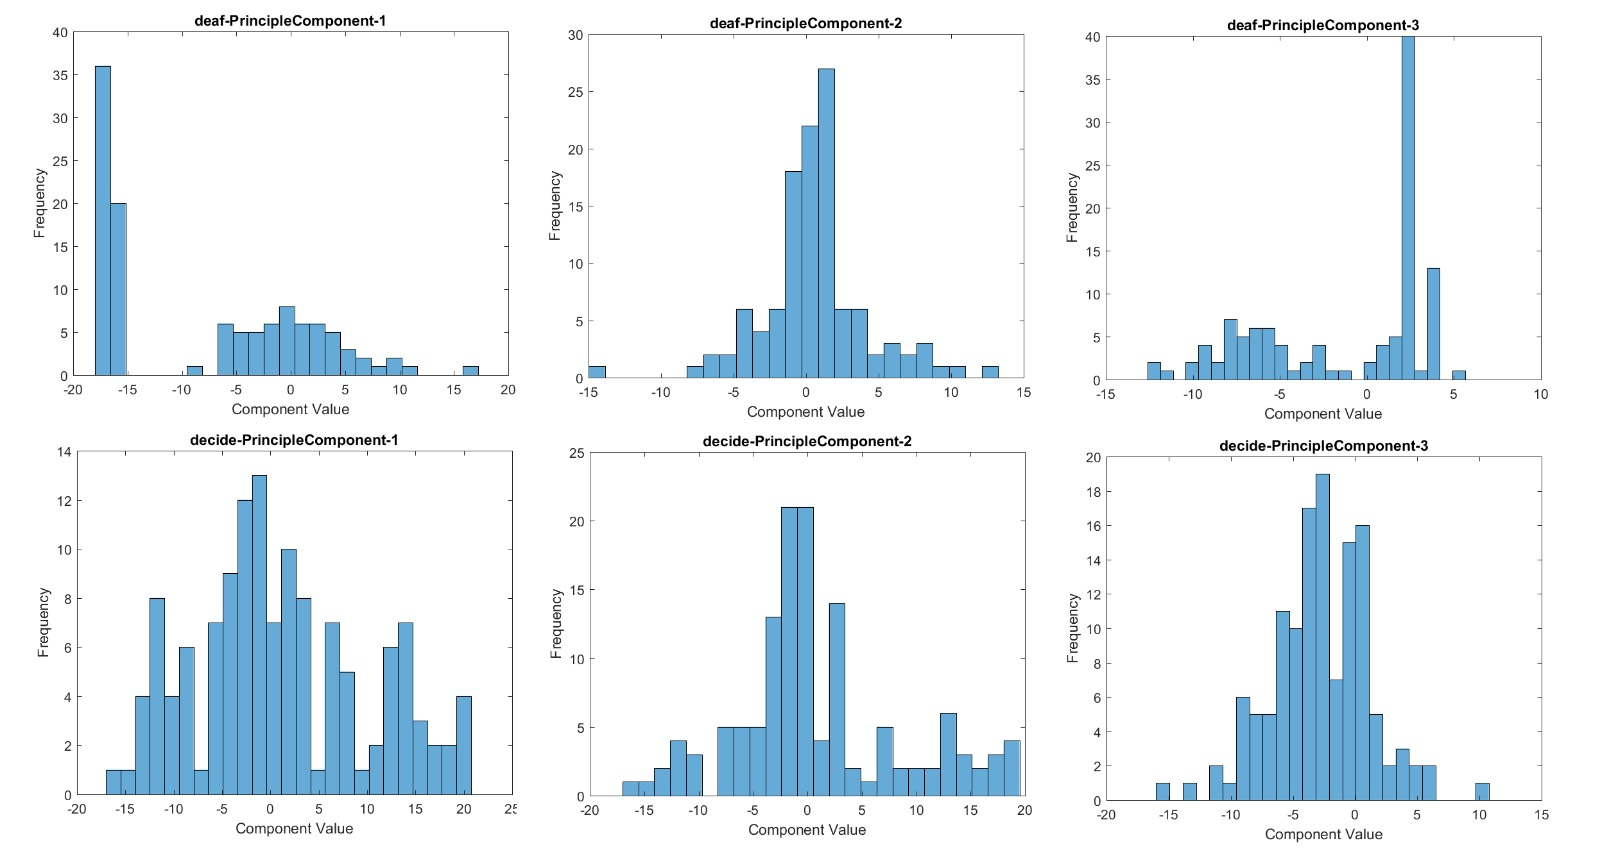 deaf-PrincipleComponent-1
40
35
30
25
20
15
10
5
0
-20 -15 -10 -5 0 5 10 15 20
Frequency
Component Value
deaf-PrincipleComponent-2
30
25
20
15
10
5
0
-15 -10 -5 0 5 10 15
Frequency
Component Value
deaf-PrincipleComponent-3
40
35
30
25
20
15
10
5
0
-15 -10 -5 0 5 10
Frequency
Component Value
decide-PrincipleComponent-1
14
12
10
8
6
4
2
0
-20 -15 -10 -5 0 5 10 15 20 25
Frequency
Component Value
decide-PrincipleComponent-2
25
20
15
10
5
0
-20 -15 -10 -5 0 5 10 15 20
Frequency
Component Value
decide-PrincipleComponent-3
20
18
16
14
12
10
8
6
4
2
0
-20 -15 -10 -5 0 5 10 15
Frequency
Component Value